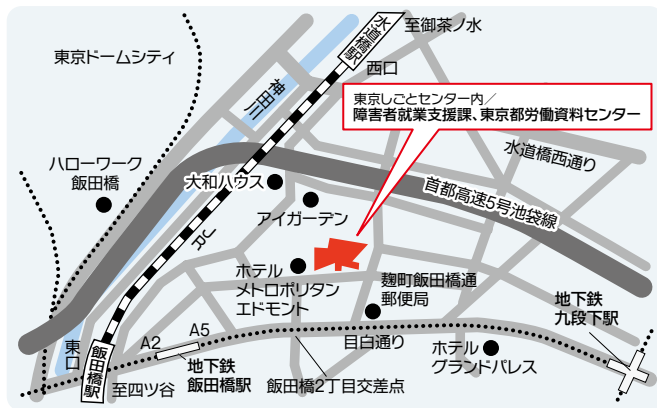 水道橋駅
至御茶ノ水
東京ドームシティ
西口
神田川
東京しごとセンター内／
障害者就業支援課、東京都労働資料センター
水道橋西通り
ハローワーク
飯田橋
大和ハウス
首都高速5号池袋線
アイガーデン
JR
ホテル
メトロポリタン
エドモント
麹町飯田橋通
郵便局
地下鉄
九段下駅
東口
A2
A5
目白通り
飯田橋駅
地下鉄
飯田橋駅
ホテル
グランドパレス
至四ツ谷
飯田橋2丁目交差点